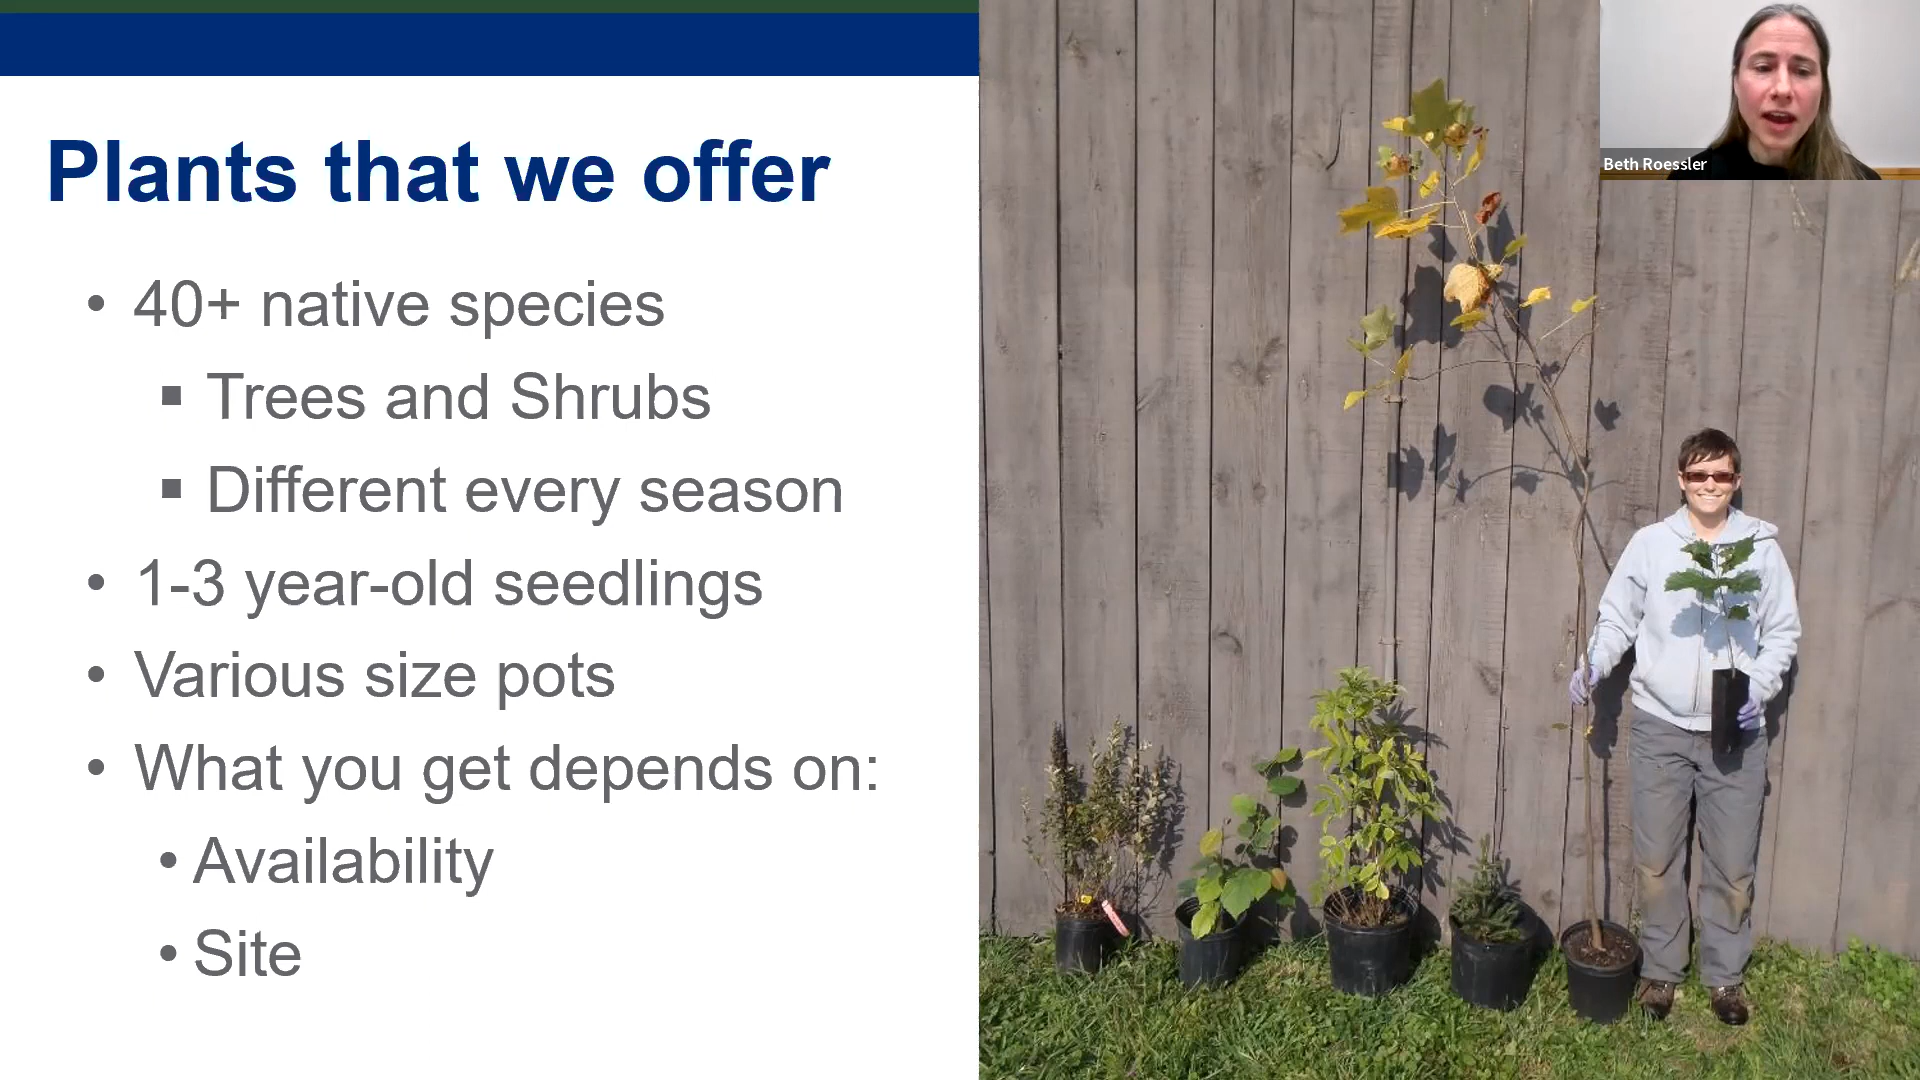 Plants that we offer
• 40+ native species
▪ Trees and Shrubs
▪ Different every season
• 1-3 year-old seedlings
• Various size pots
• What you get depends on:
• Availability
• Site
Beth Roessler